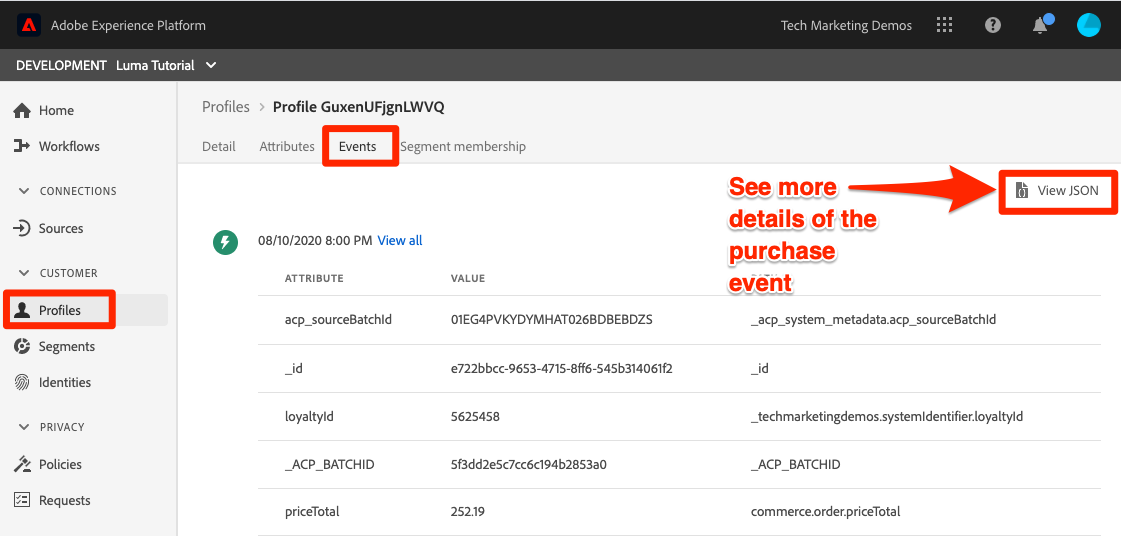 Adobe Experience Platform
Tech Marketing Demos
DEVELOPMENT Luma Tutorial
Home
Workflows
CONNECTIONS
Sources
CUSTOMER
Profiles
Segments
Identities
PRIVACY
Policies
Requests
Profiles > Profile GuxenUFjgnLWVQ
Detail Attributes Events Segment membership
View JSON
See more
details of the
purchase
event
08/10/2020 8:00 PM View all
ATTRIBUTE VALUE
acp_sourceBatchId 01EG4PVKYDYMHAT026BDBEBDZS _acp_system_metadata.acp_sourceBatchId
_id e722bbcc-9653-4715-8ff6-545b314061f2 _id
loyaltyId 5625458 _techmarketingdemos.systemIdentifier.loyaltyId
_ACP_BATCHID 5f3dd2e5c7cc6c194b2853a0 _ACP_BATCHID
priceTotal 252.19 commerce.order.priceTotal